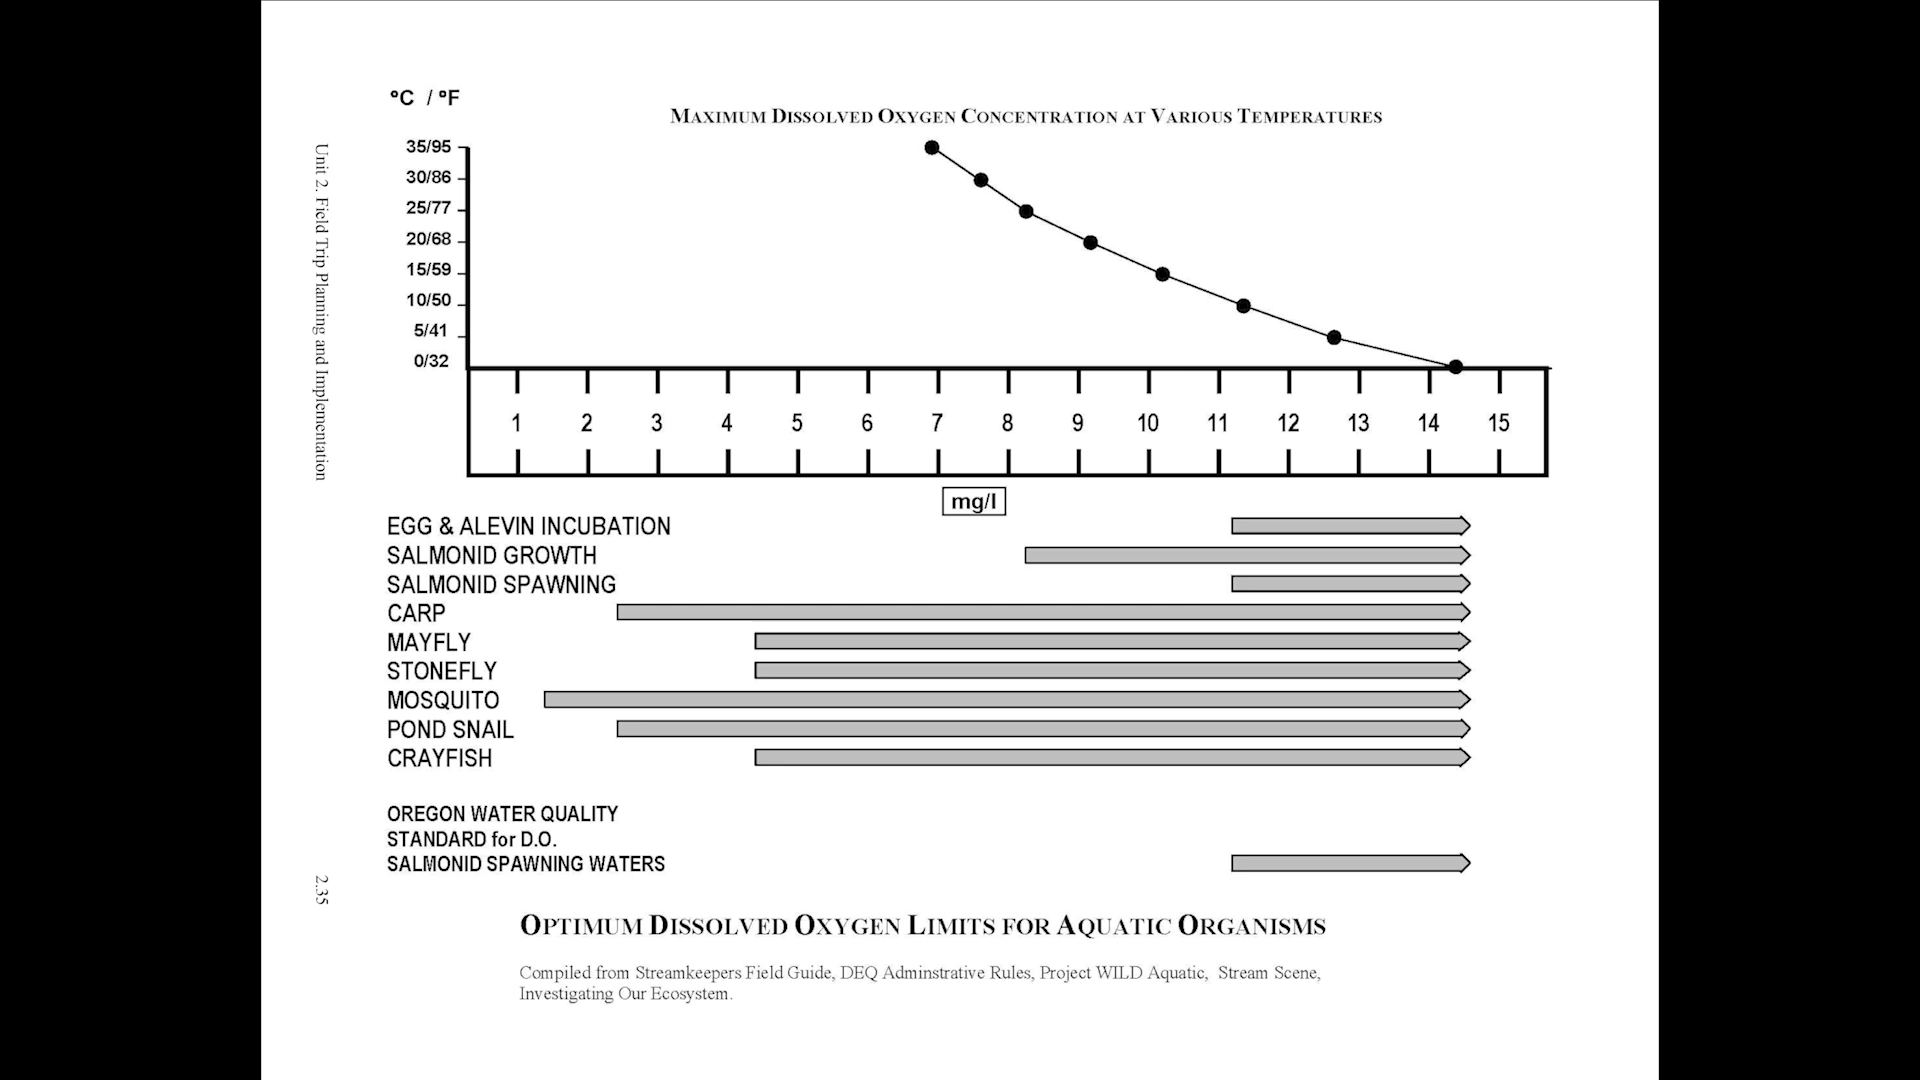 °C / °F
MAXIMUM DISSOLVED OXYGEN CONCENTRATION AT VARIOUS TEMPERATURES
35/95
30/86
25/77
20/68
15/59
10/50
5/41
0/32
1 2 3 4 5 6 7 8 9 10 11 12 13 14 15
mg/l
EGG & ALEVIN INCUBATION
SALMONID GROWTH
SALMONID SPAWNING
CARP
MAYFLY
STONEFLY
MOSQUITO
POND SNAIL
CRAYFISH
OREGON WATER QUALITY
STANDARD for D.O.
SALMONID SPAWNING WATERS
OPTIMUM DISSOLVED OXYGEN LIMITS FOR AQUATIC ORGANISMS
Compiled from Streamkeepers Field Guide, DEQ Adminstrative Rules, Project WILD Aquatic, Stream Scene,
Investigating Our Ecosystem.
Unit 2. Field Trip Planning and Implementation
2.35